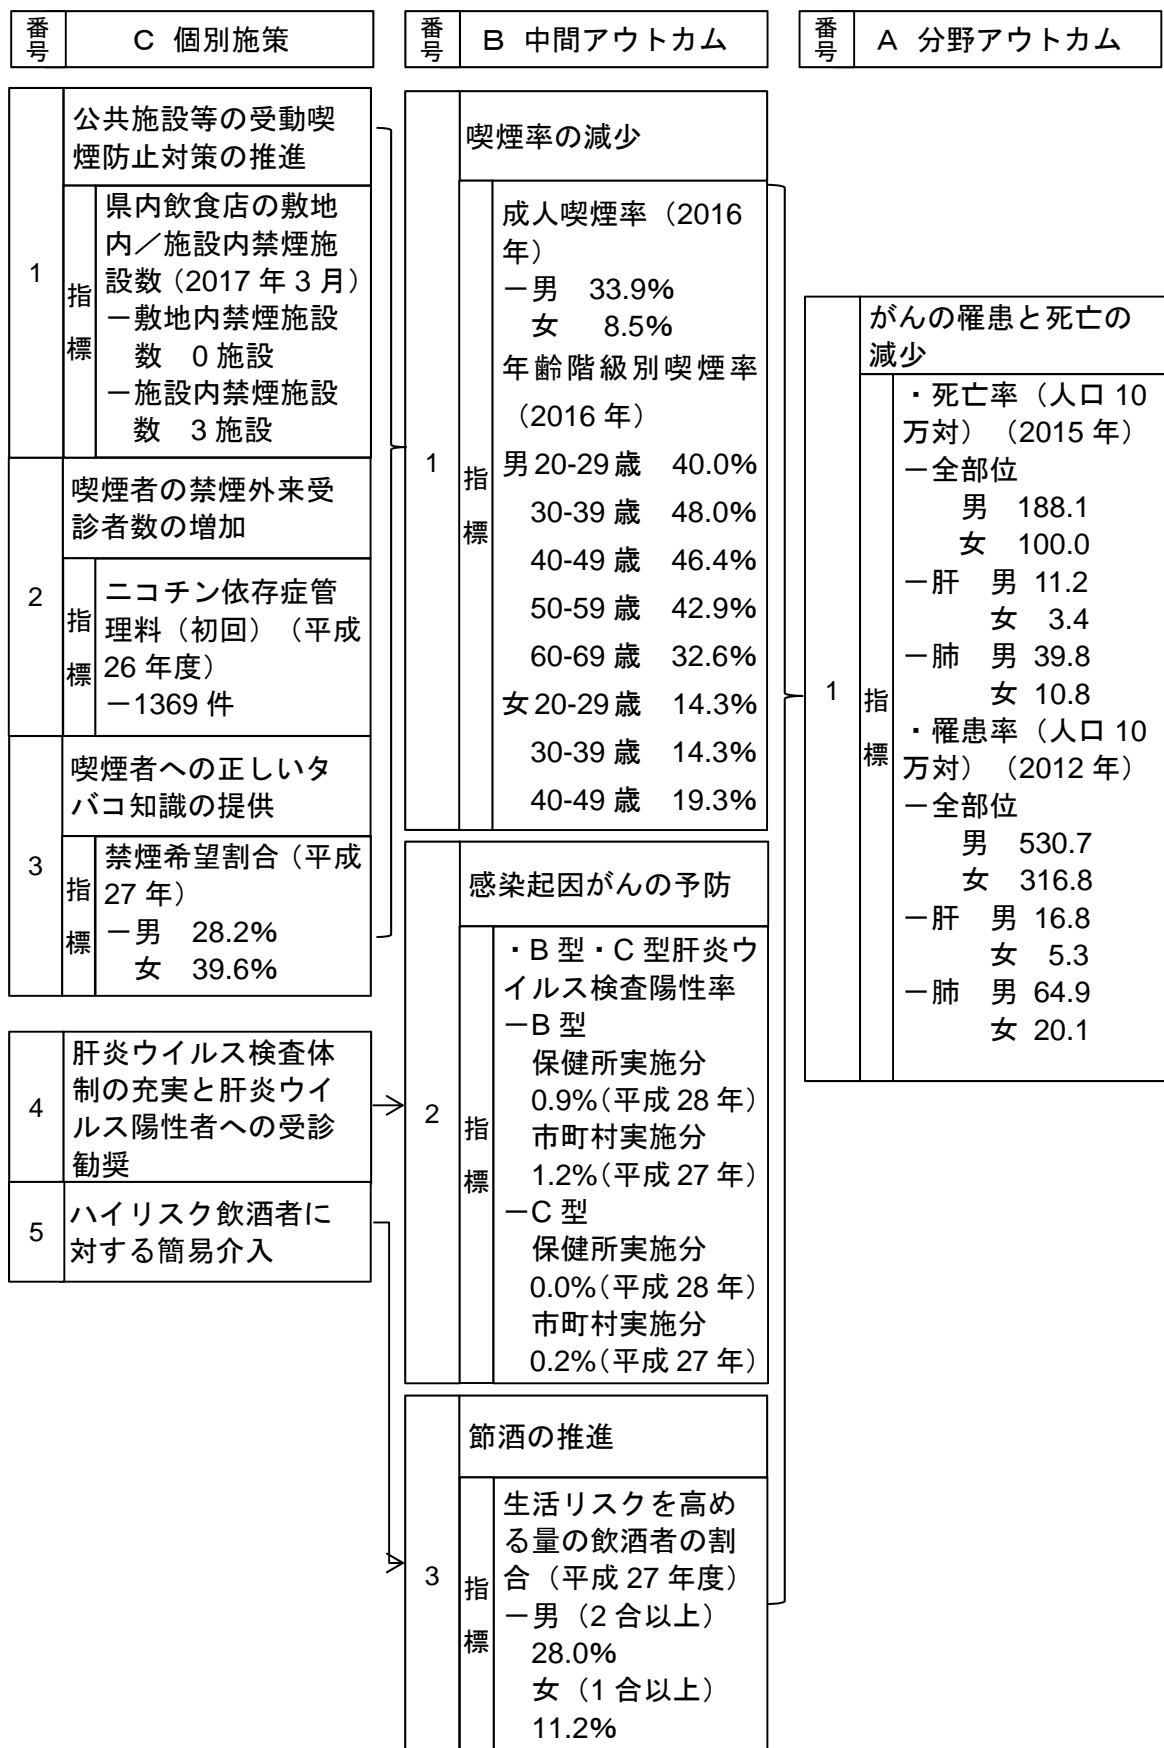 番号
C 個別施策
番号
B 中間アウトカム
番号
A 分野アウトカム
1
公共施設等の受動喫
煙防止対策の推進
指標
県内飲食店の敷地
内／施設内禁煙施
設数（2017 年 3 月）
－敷地内禁煙施設
数 0 施設
－施設内禁煙施設
数 3 施設
2
喫煙者の禁煙外来受
診者数の増加
指標
ニコチン依存症管
理料（初回）（平成
26 年度）
－1369 件
3
喫煙者への正しいタ
バコ知識の提供
指標
禁煙希望割合（平成
27 年）
－男 28.2%
女 39.6%
4
肝炎ウイルス検査体
制の充実と肝炎ウイ
ルス陽性者への受診
勧奨
5
ハイリスク飲酒者に
対する簡易介入
1
喫煙率の減少
指標
成人喫煙率（2016
年）
－男 33.9%
女 8.5%
年齢階級別喫煙率
（2016 年）
男 20-29 歳 40.0%
30-39 歳 48.0%
40-49 歳 46.4%
50-59 歳 42.9%
60-69 歳 32.6%
女 20-29 歳 14.3%
30-39 歳 14.3%
40-49 歳 19.3%
2
感染起因がんの予防
指標
・B 型・C 型肝炎ウ
イルス検査陽性率
－B 型
保健所実施分
0.9%（平成 28 年）
市町村実施分
1.2%（平成 27 年）
－C 型
保健所実施分
0.0%（平成 28 年）
市町村実施分
0.2%（平成 27 年）
3
節酒の推進
指標
生活リスクを高め
る量の飲酒者の割
合（平成 27 年度）
－男（2 合以上）
28.0%
女（1 合以上）
11.2%
1
がんの罹患と死亡の
減少
指標
・死亡率（人口 10
万対）（2015 年）
－全部位
男 188.1
女 100.0
－肝 男 11.2
女 3.4
－肺 男 39.8
女 10.8
・罹患率（人口 10
万対）（2012 年）
－全部位
男 530.7
女 316.8
－肝 男 16.8
女 5.3
－肺 男 64.9
女 20.1